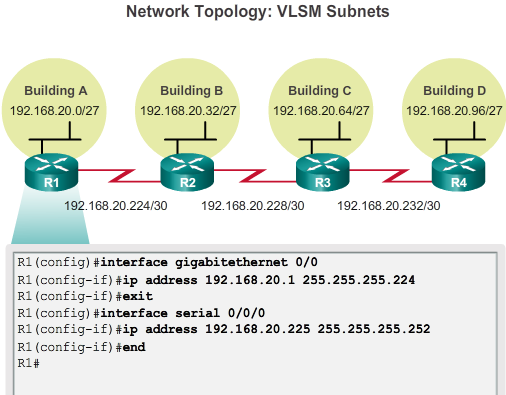 Network Topology: VLSM Subnets
Building A
192.168.20.0/27
Building B
192.168.20.32/27
Building C
192.168.20.64/27
Building D
192.168.20.96/27
R1
R2
R3
R4
192.168.20.224/30
192.168.20.228/30
192.168.20.232/30
R1(config)#interface gigabitethernet 0/0
R1(config-if)#ip address 192.168.20.1 255.255.255.224
R1(config-if)#exit
R1(config)#interface serial 0/0/0
R1(config-if)#ip address 192.168.20.225 255.255.255.252
R1(config-if)#end
R1#